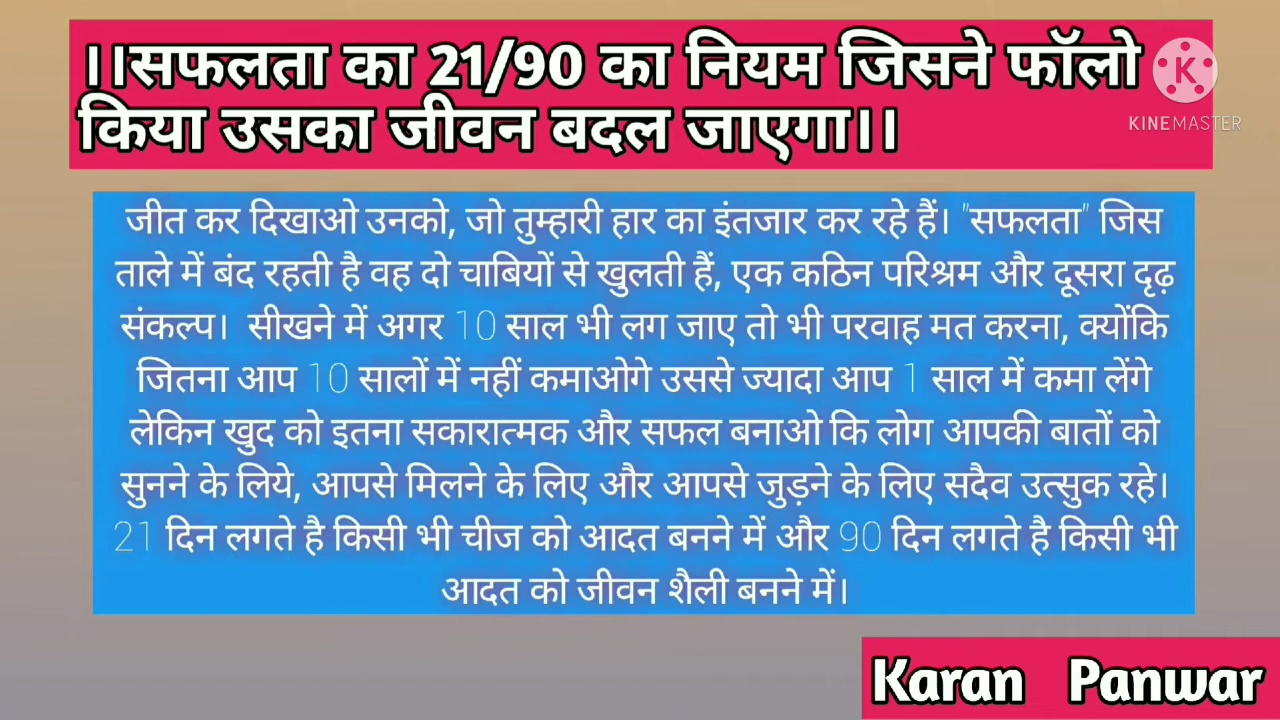 ।।सफलता का 21/90 का नियम जिसने फॉलो
किया उसका जीवन बदल जाएगा।।
K
KINEMASTER
जीत कर दिखाओ उनको, जो तुम्हारी हार का इंतजार कर रहे हैं। "सफलता" जिस
ताले में बंद रहती है वह दो चाबियों से खुलती हैं, एक कठिन परिश्रम और दूसरा दृढ़
संकल्प। सीखने में अगर 10 साल भी लग जाए तो भी परवाह मत करना, क्योंकि
जितना आप 10 सालों में नहीं कमाओगे उससे ज्यादा आप 1 साल में कमा लेंगे
लेकिन खुद को इतना सकारात्मक और सफल बनाओ कि लोग आपकी बातों को
सुनने के लिये, आपसे मिलने के लिए और आपसे जुड़ने के लिए सदैव उत्सुक रहे।
21 दिन लगते है किसी भी चीज को आदत बनने में और 90 दिन लगते है किसी भी
आदत को जीवन शैली बनने में।
Karan Panwar